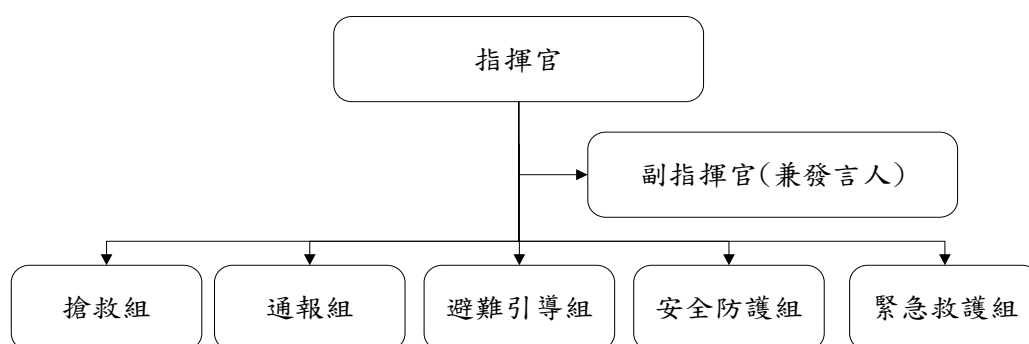 指揮官
副指揮官(兼發言人)
搶救組
通報組
避難引導組
安全防護組
緊急救護組